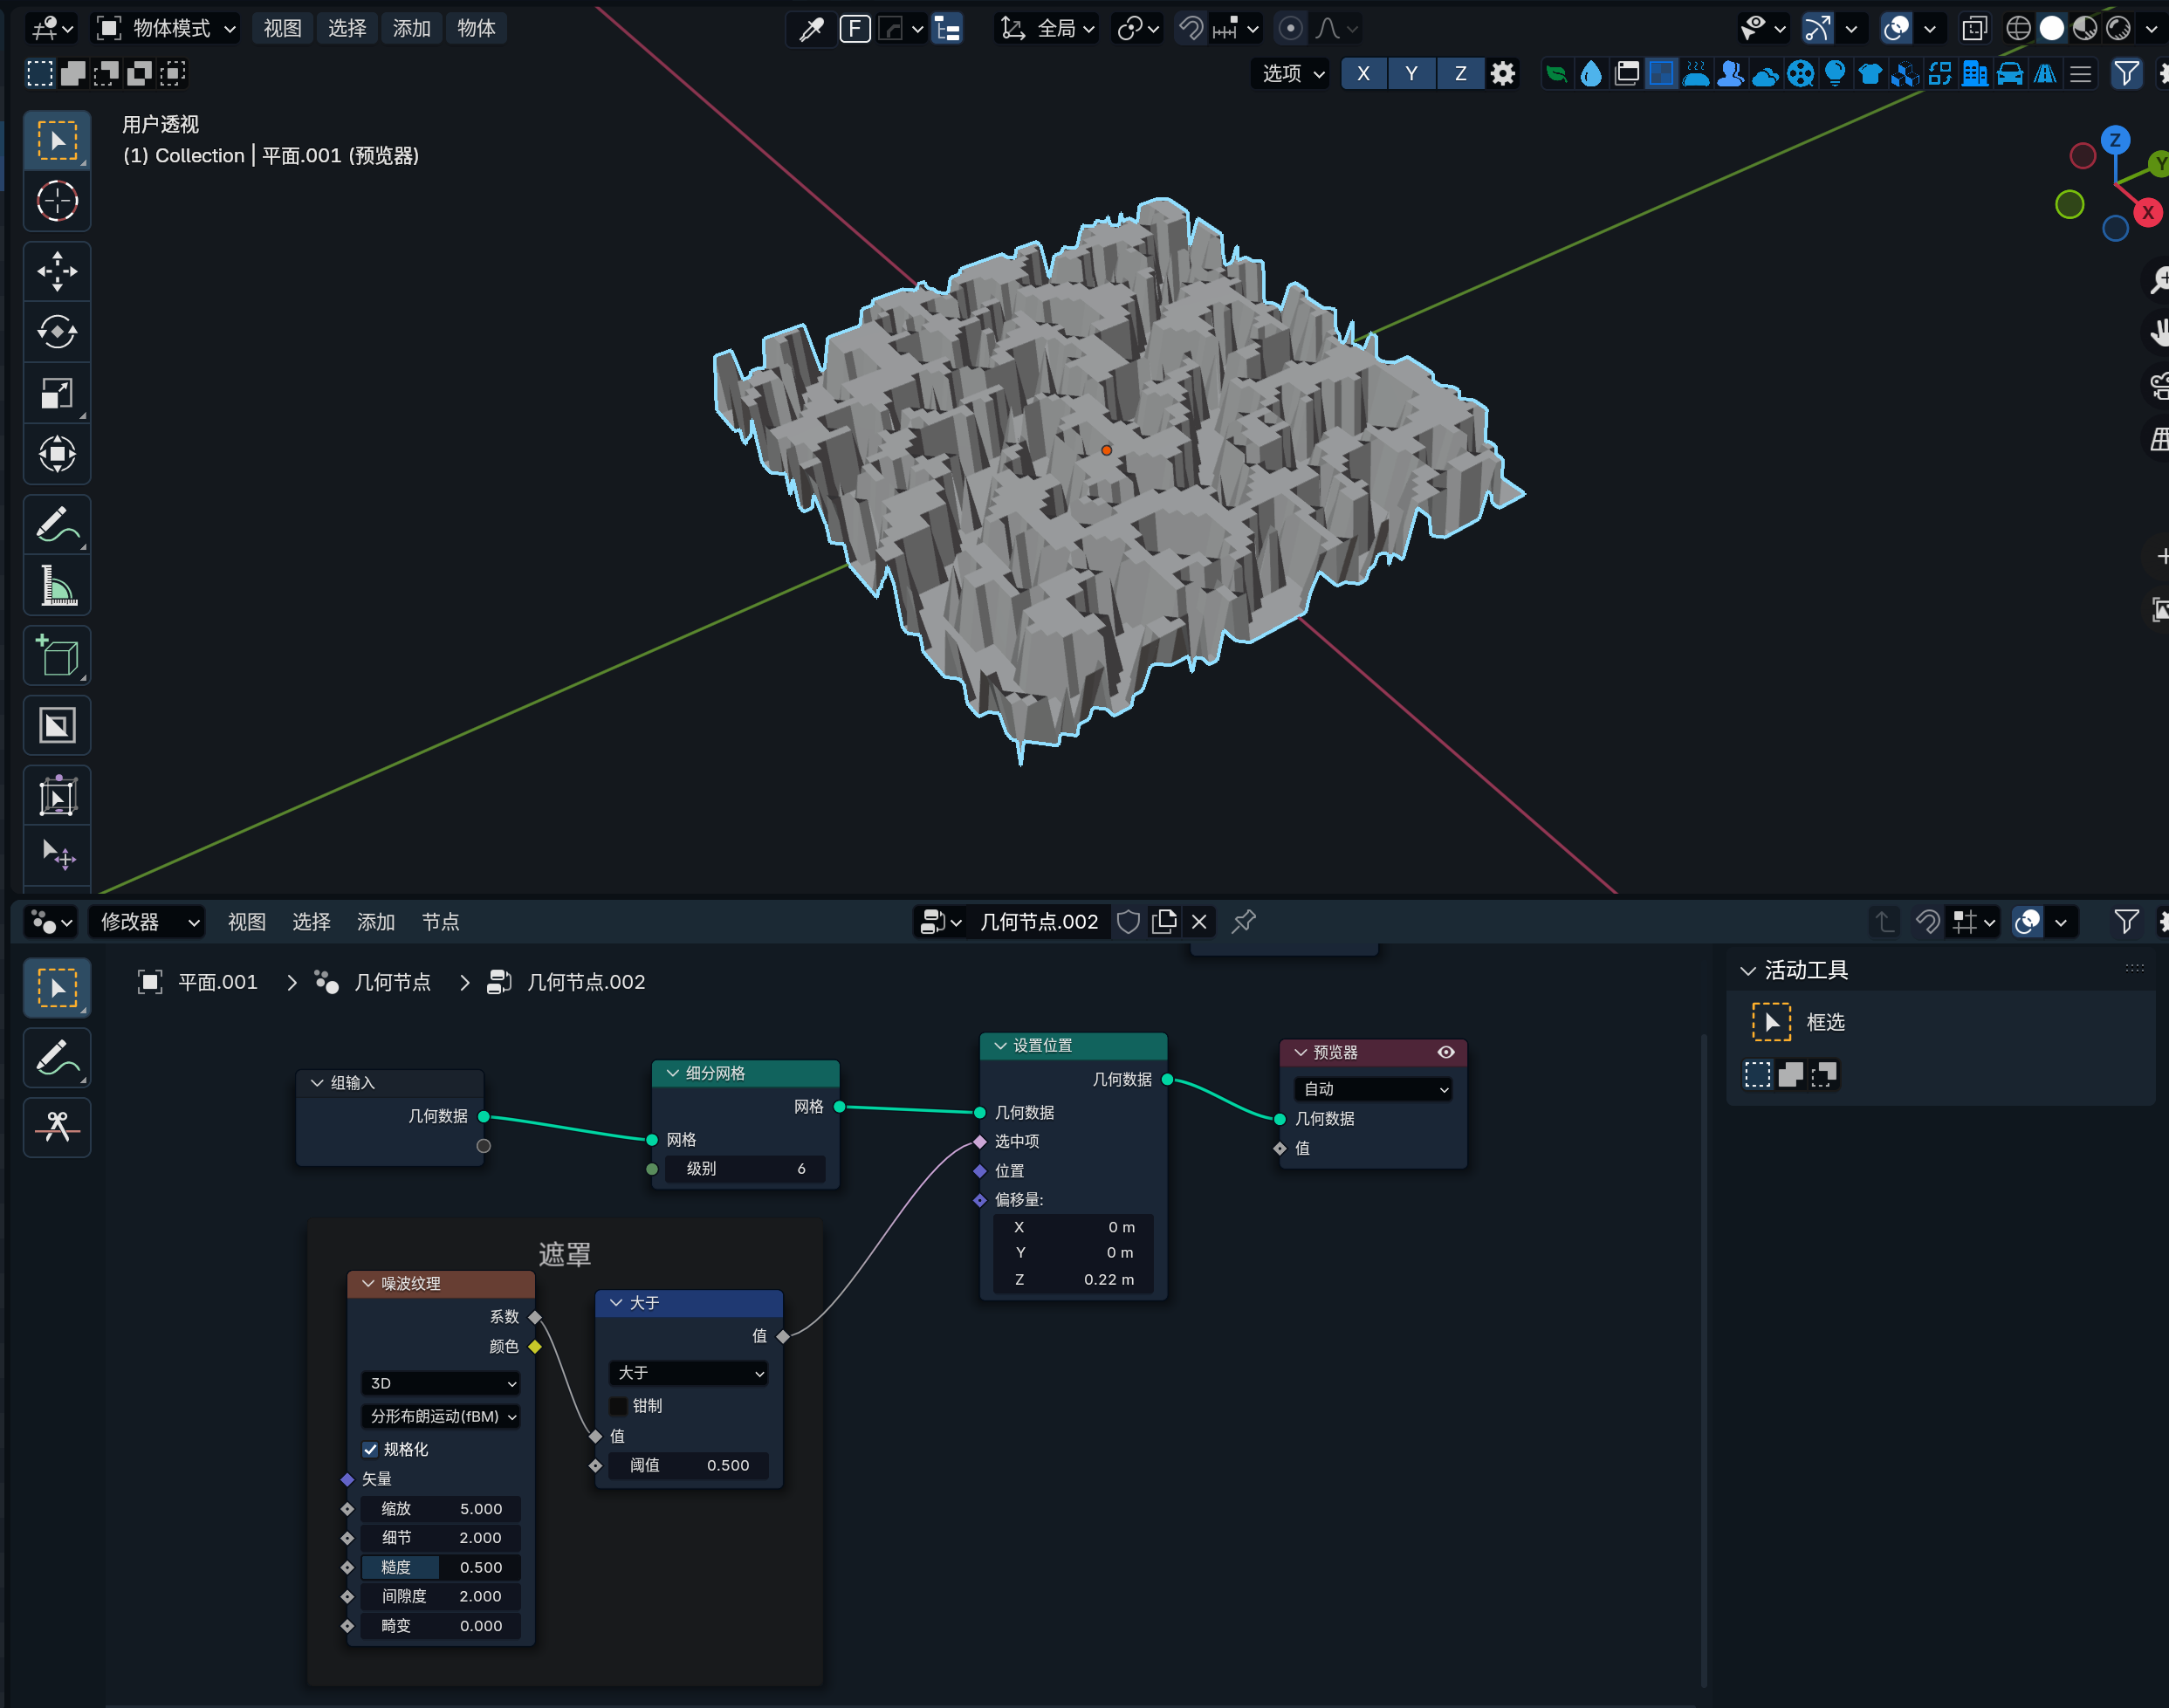 物体模式 视图 选择 添加 物体 F 全局
选项 X Y Z
用户透视
(1) Collection | 平面.001 (预览器)
Z
Y
X
修改器 视图 选择 添加 节点 几何节点.002
平面.001 > 几何节点 > 几何节点.002
活动工具
框选
组输入
几何数据
细分网格
网格
网格
级别 6
设置位置
几何数据
几何数据
选中项
位置
偏移量:
X 0 m
Y 0 m
Z 0.22 m
预览器
自动
几何数据
值
遮罩
噪波纹理
系数
颜色
3D
分形布朗运动(fBM)
规格化
矢量
缩放 5.000
细节 2.000
糙度 0.500
间隙度 2.000
畸变 0.000
大于
值
大于
钳制
值
阈值 0.500